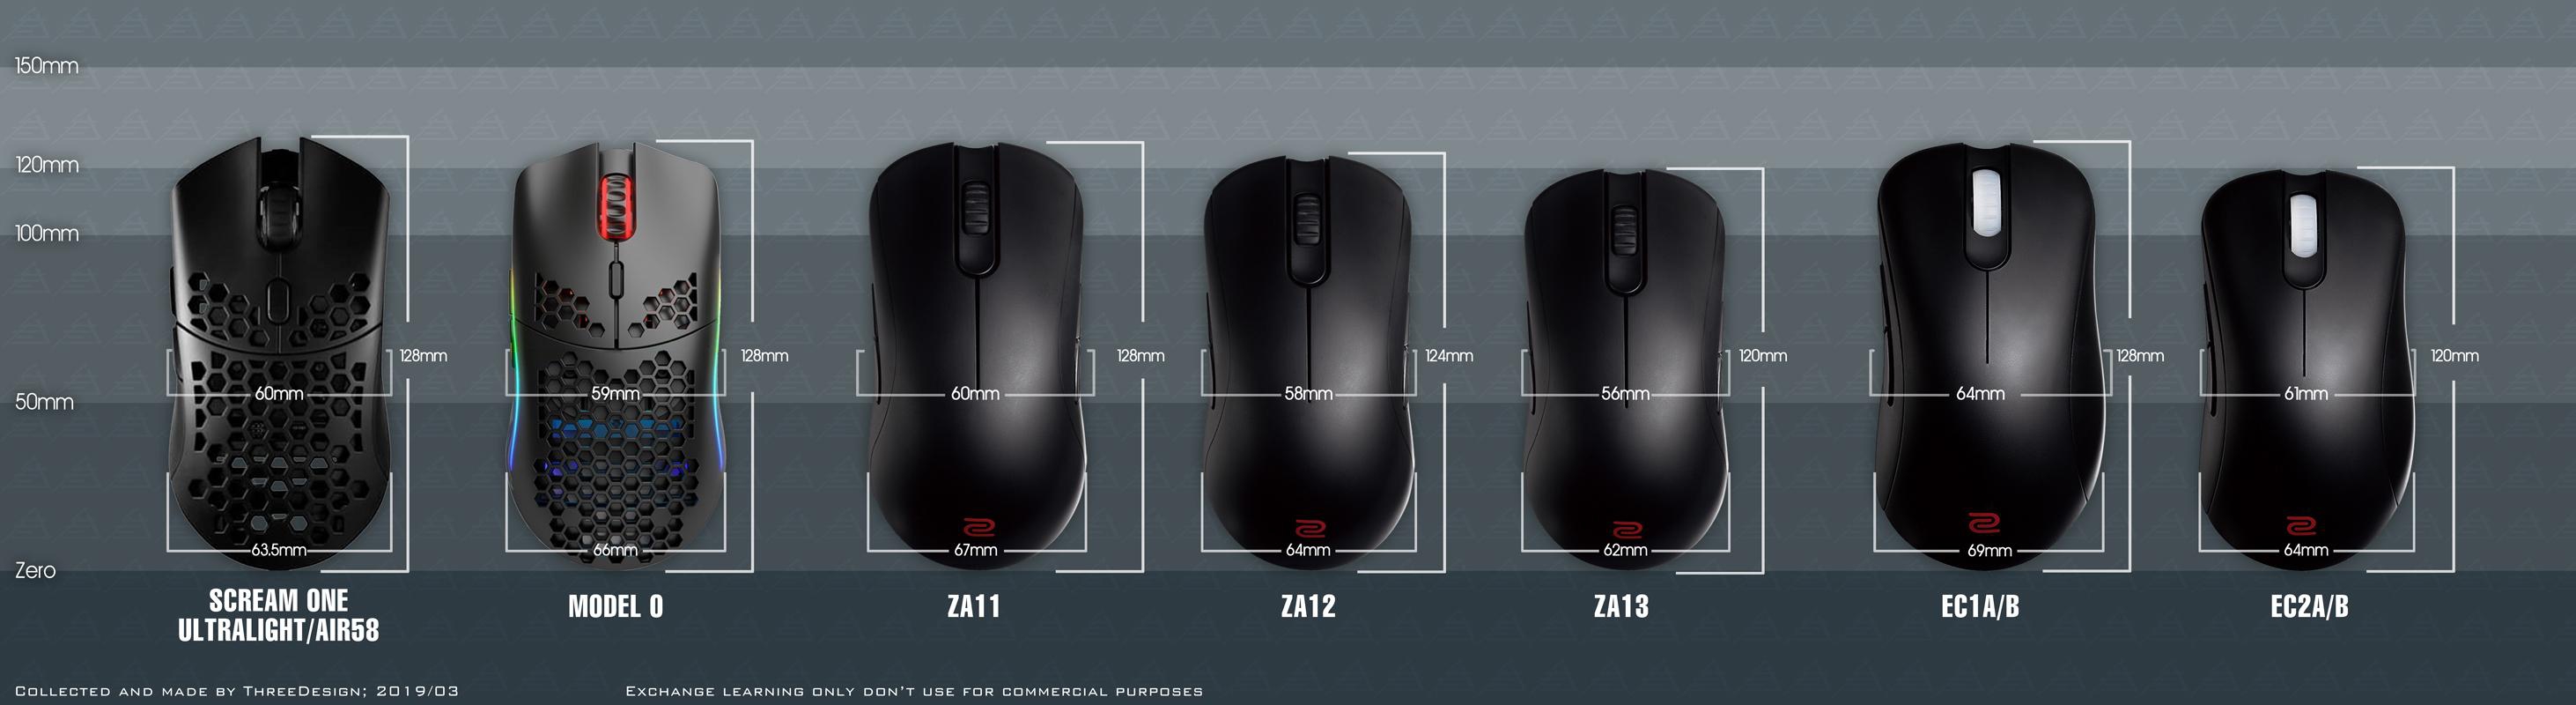 150mm
120mm
100mm
50mm
Zero
128mm
60mm
63.5mm
SCREAM ONE
ULTRALIGHT/AIR58
128mm
59mm
66mm
MODEL O
128mm
60mm
67mm
ZA11
124mm
58mm
64mm
ZA12
120mm
56mm
62mm
ZA13
128mm
64mm
69mm
EC1A/B
120mm
61mm
64mm
EC2A/B
COLLECTED AND MADE BY THREEDESIGN; 2019/03
EXCHANGE LEARNING ONLY DON'T USE FOR COMMERCIAL PURPOSES